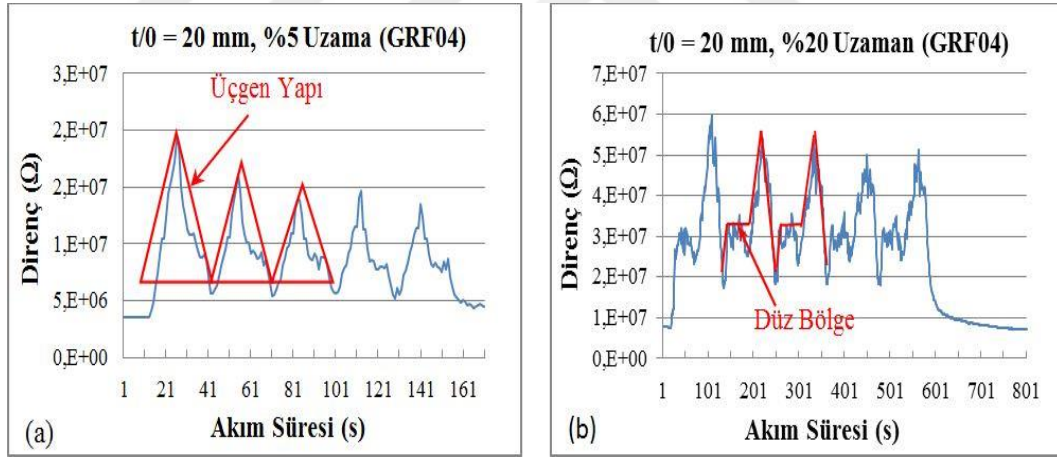 t/0 = 20 mm, %5 Uzama (GRF04)
3,E+07
2,E+07
2,E+07
1,E+07
1,E+07
5,E+06
0,E+00
Direnç (Ω)
Üçgen Yapı
1 21 41 61 81 101 121 141 161
Akım Süresi (s)
(a)
t/0 = 20 mm, %20 Uzaman (GRF04)
7,E+07
6,E+07
5,E+07
4,E+07
3,E+07
2,E+07
1,E+07
0,E+00
Direnç (Ω)
Düz Bölge
1 101 201 301 401 501 601 701 801
Akım Süresi (s)
(b)